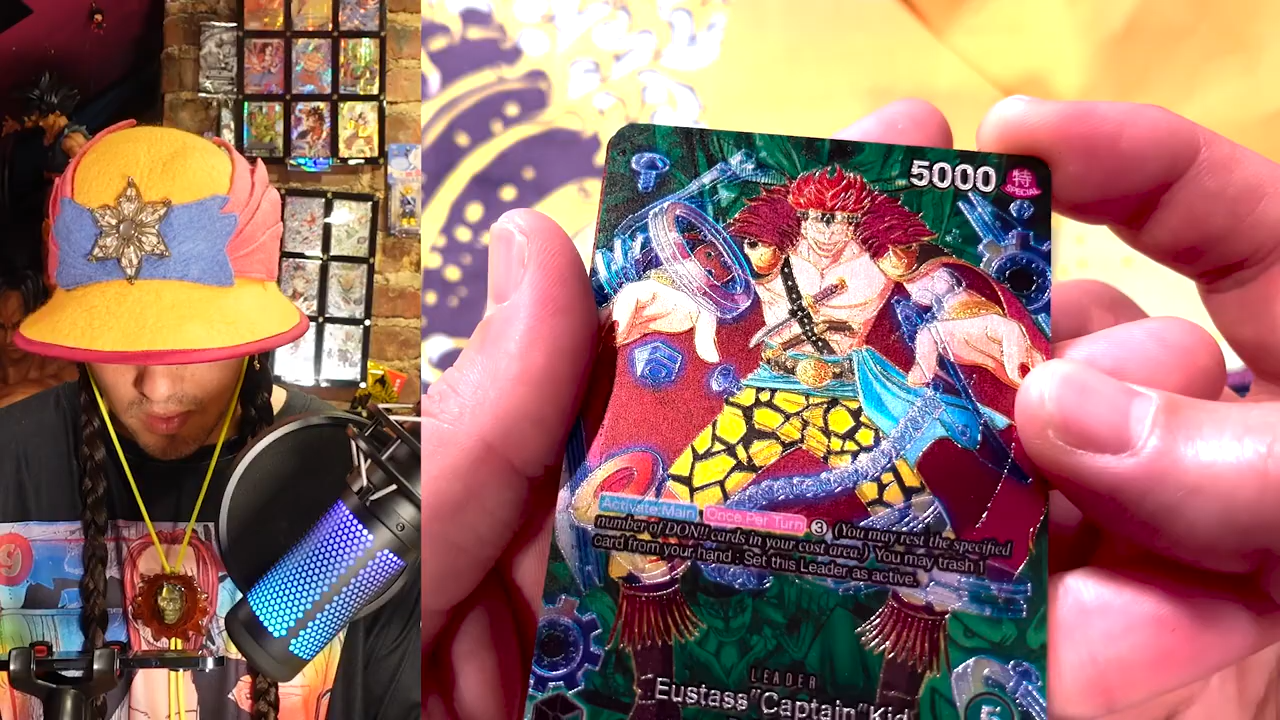 5000
特
SPECIAL
Activate:Main Once Per Turn ③ (You may rest the specified
number of DON!! cards in your cost area.) You may trash 1
card from your hand : Set this Leader as active.
LEADER
Eustass"Captain"Kid
5